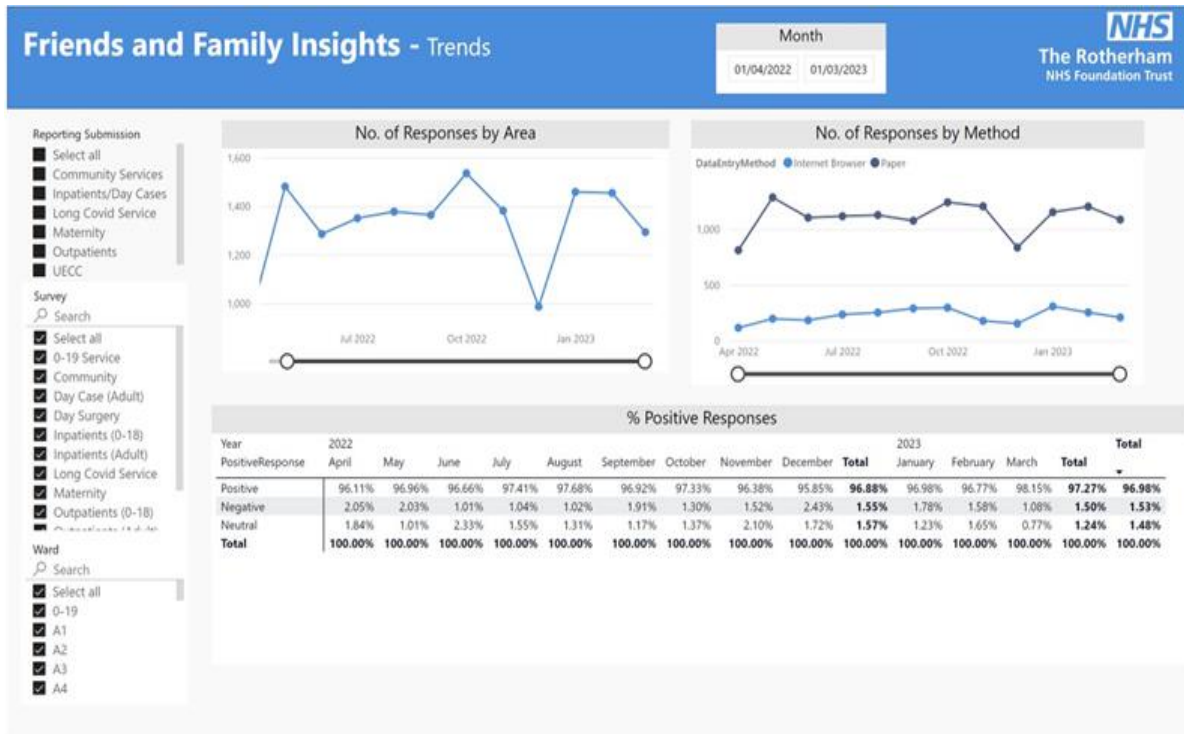 Friends and Family Insights - Trends
Month
01/04/2022 01/03/2023
NHS
The Rotherham
NHS Foundation Trust
Reporting Submission
Select all
Community Services
Inpatients/Day Cases
Long Covid Service
Maternity
Outpatients
UECC
Survey
Search
Select all
0-19 Service
Community
Day Case (Adult)
Day Surgery
Inpatients (0-18)
Inpatients (Adult)
Long Covid Service
Maternity
Outpatients (0-18)
Ward
Search
Select all
0-19
A1
A2
A3
A4
No. of Responses by Area
1,600
1,400
1,200
1,000
Jul 2022 Oct 2022 Jan 2023
No. of Responses by Method
DataEntryMethod Internet Browser Paper
1,000
500
0
Apr 2022 Jul 2022 Oct 2022 Jan 2023
% Positive Responses
Year 2022 2023 Total
PositiveResponse April May June July August September October November December Total January February March Total
Positive 96.11% 96.96% 96.66% 97.41% 97.68% 96.92% 97.33% 96.38% 95.85% 96.88% 96.98% 96.77% 98.15% 97.27% 96.98%
Negative 2.05% 2.03% 1.01% 1.04% 1.02% 1.91% 1.30% 1.52% 2.43% 1.55% 1.78% 1.58% 1.08% 1.50% 1.53%
Neutral 1.84% 1.01% 2.33% 1.55% 1.31% 1.17% 1.37% 2.10% 1.72% 1.57% 1.23% 1.65% 0.77% 1.24% 1.48%
Total 100.00% 100.00% 100.00% 100.00% 100.00% 100.00% 100.00% 100.00% 100.00% 100.00% 100.00% 100.00% 100.00% 100.00% 100.00%